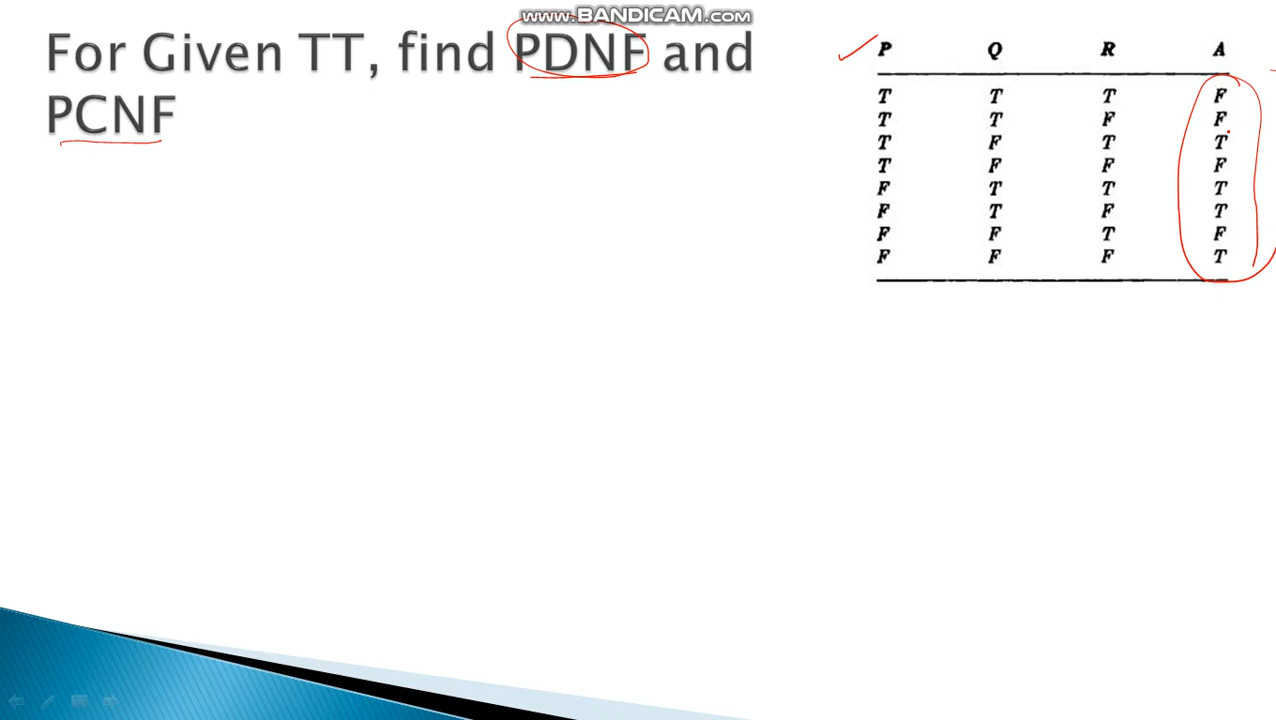 www.BANDICAM.com
For Given TT, find PDNF and
PCNF
P Q R A
T T T F
T T F F
T F T T
T F F F
F T T T
F T F T
F F T F
F F F T